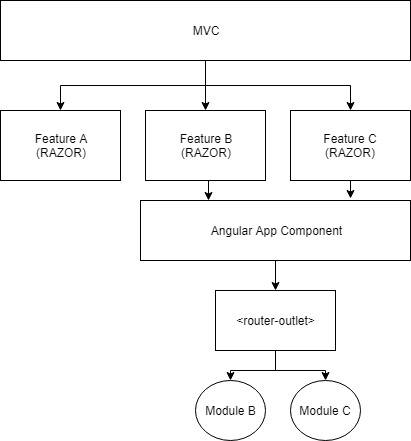 MVC
Feature A
(RAZOR)
Feature B
(RAZOR)
Feature C
(RAZOR)
Angular App Component
<router-outlet>
Module B
Module C